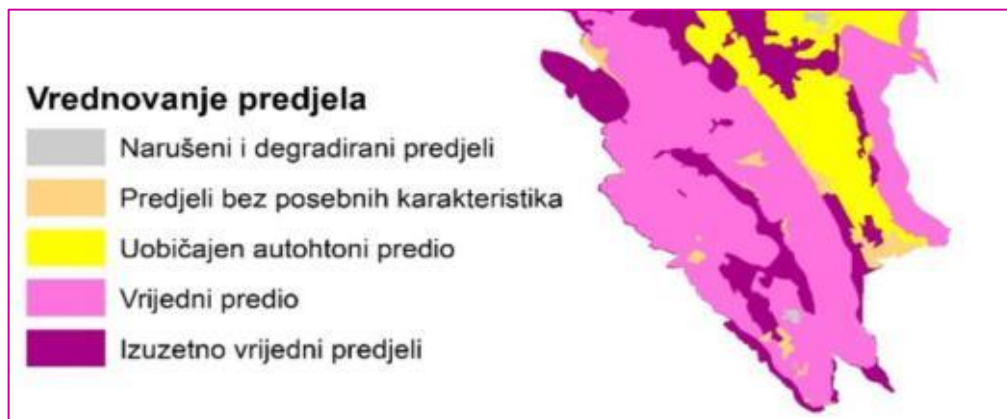 Vrednovanje predjela
Narušeni i degradirani predjeli
Predjeli bez posebnih karakteristika
Uobičajen autohtoni predio
Vrijedni predio
Izuzetno vrijedni predjeli